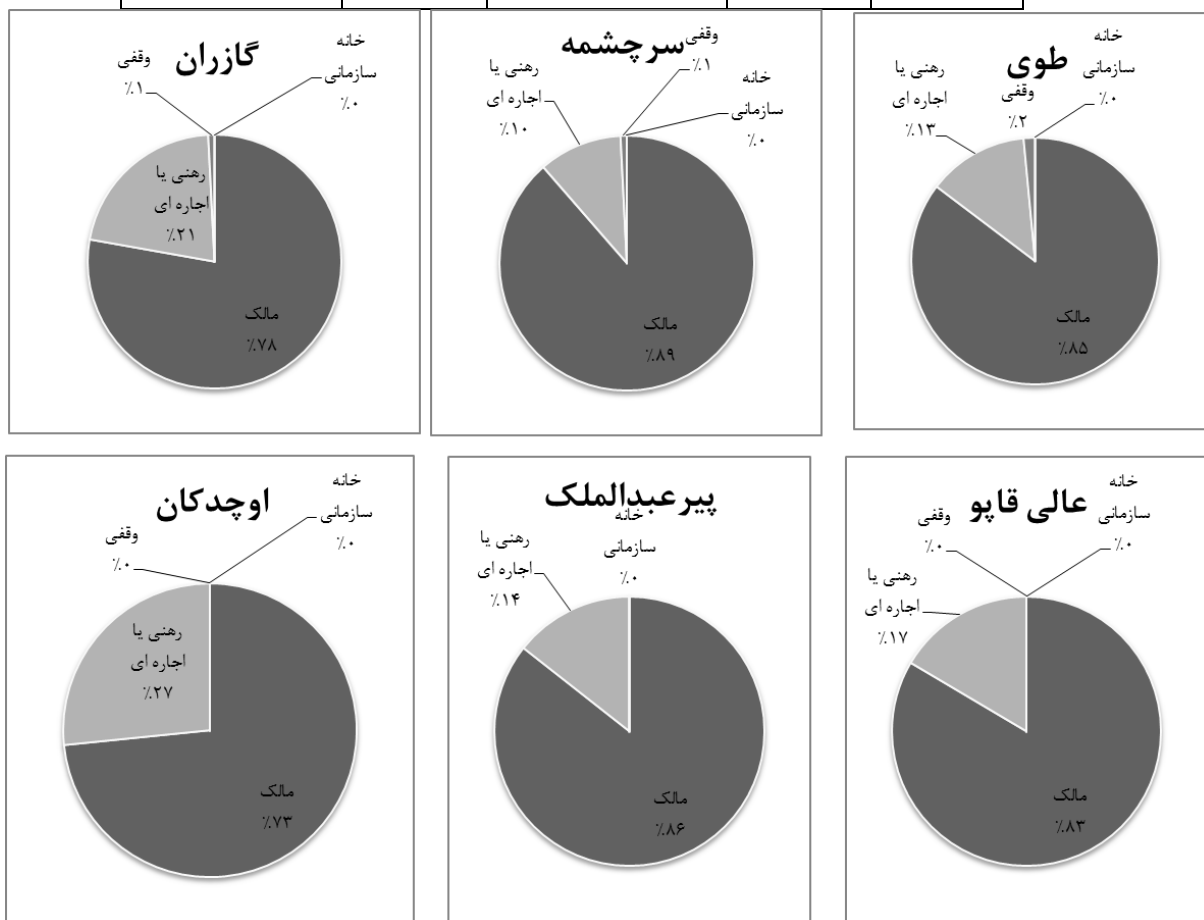 طوی
خانه
سازمانی
٪۰
وقفی
٪۲
رهنی یا
اجاره ای
٪۱۳
مالک
٪۸۵
سرچشمه
وقفی
٪۱
خانه
سازمانی
٪۰
رهنی یا
اجاره ای
٪۱۰
مالک
٪۸۹
گازران
خانه
سازمانی
٪۰
وقفی
٪۱
رهنی یا
اجاره ای
٪۲۱
مالک
٪۷۸
عالی قاپو
خانه
سازمانی
٪۰
وقفی
٪۰
رهنی یا
اجاره ای
٪۱۷
مالک
٪۸۳
پیرعبدالملک
خانه
سازمانی
٪۰
رهنی یا
اجاره ای
٪۱۴
مالک
٪۸۶
اوچدکان
خانه
سازمانی
٪۰
وقفی
٪۰
رهنی یا
اجاره ای
٪۲۷
مالک
٪۷۳